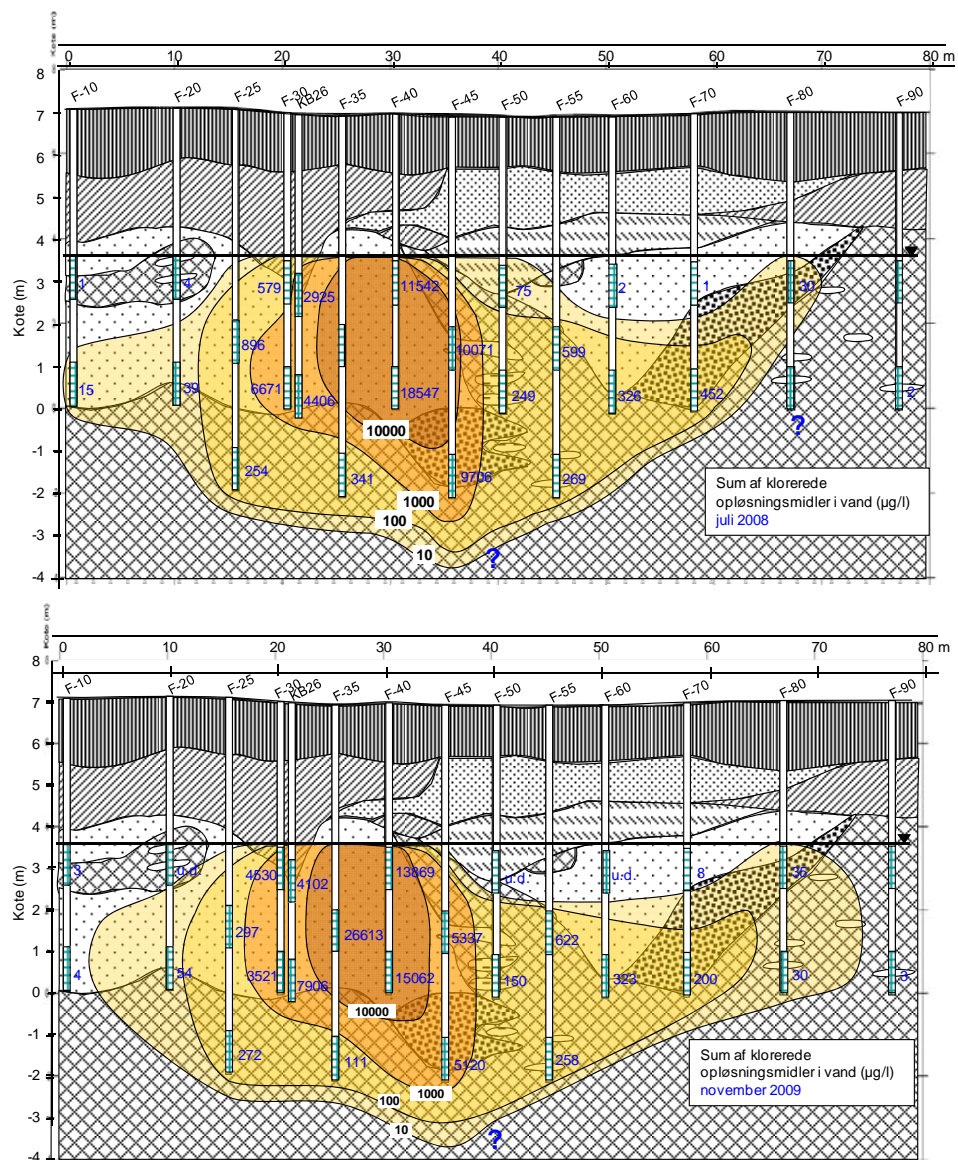 Kote (m)
0 10 20 30 40 50 60 70 80 m
F-10 F-20 F-25 F-30 KB26 F-35 F-40 F-45 F-50 F-55 F-60 F-70 F-80 F-90
8
7
6
5
4
3
2
1
0
-1
-2
-3
-4
Kote (m)
1 4 579 2925 11542 75 2 1 30
896 10071 599
15 39 6671 4406 18547 249 326 452 2
10000
?
254 341 9706 269
1000
100
10
?
Sum af klorerede
opløsningsmidler i vand (µg/l)
juli 2008
Kote (m)
0 10 20 30 40 50 60 70 80 m
F-10 F-20 F-25 F-30 KB26 F-35 F-40 F-45 F-50 F-55 F-60 F-70 F-80 F-90
8
7
6
5
4
3
2
1
0
-1
-2
-3
-4
Kote (m)
3 u.d. 4530 4102 13869 u.d. u.d. 8 36
297 26613 5337 622
4 54 3521 7906 15062 150 323 200 30 3
10000
272 111 5120 258
1000
100
10
?
Sum af klorerede
opløsningsmidler i vand (µg/l)
november 2009